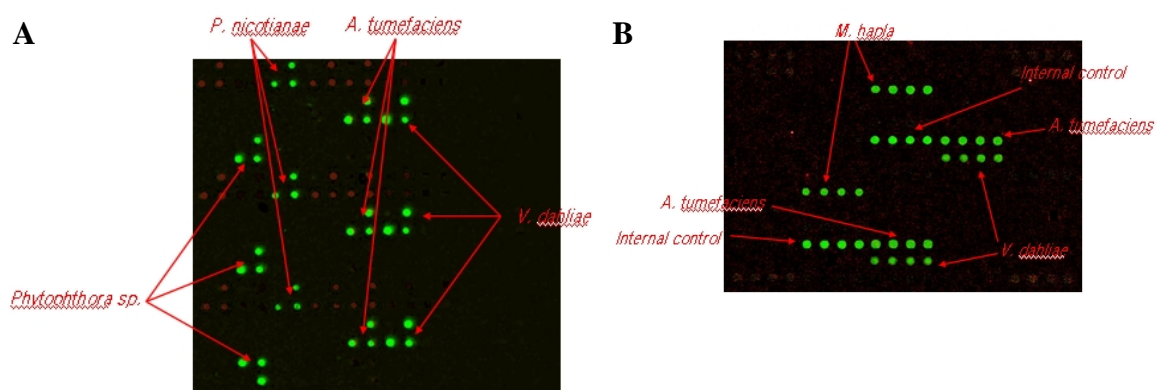 A
P. nicotianae
A. tumefaciens
Phytophthora sp.
V. dahliae
B
M. hapla
Internal control
A. tumefaciens
A. tumefaciens
Internal control
V. dahliae